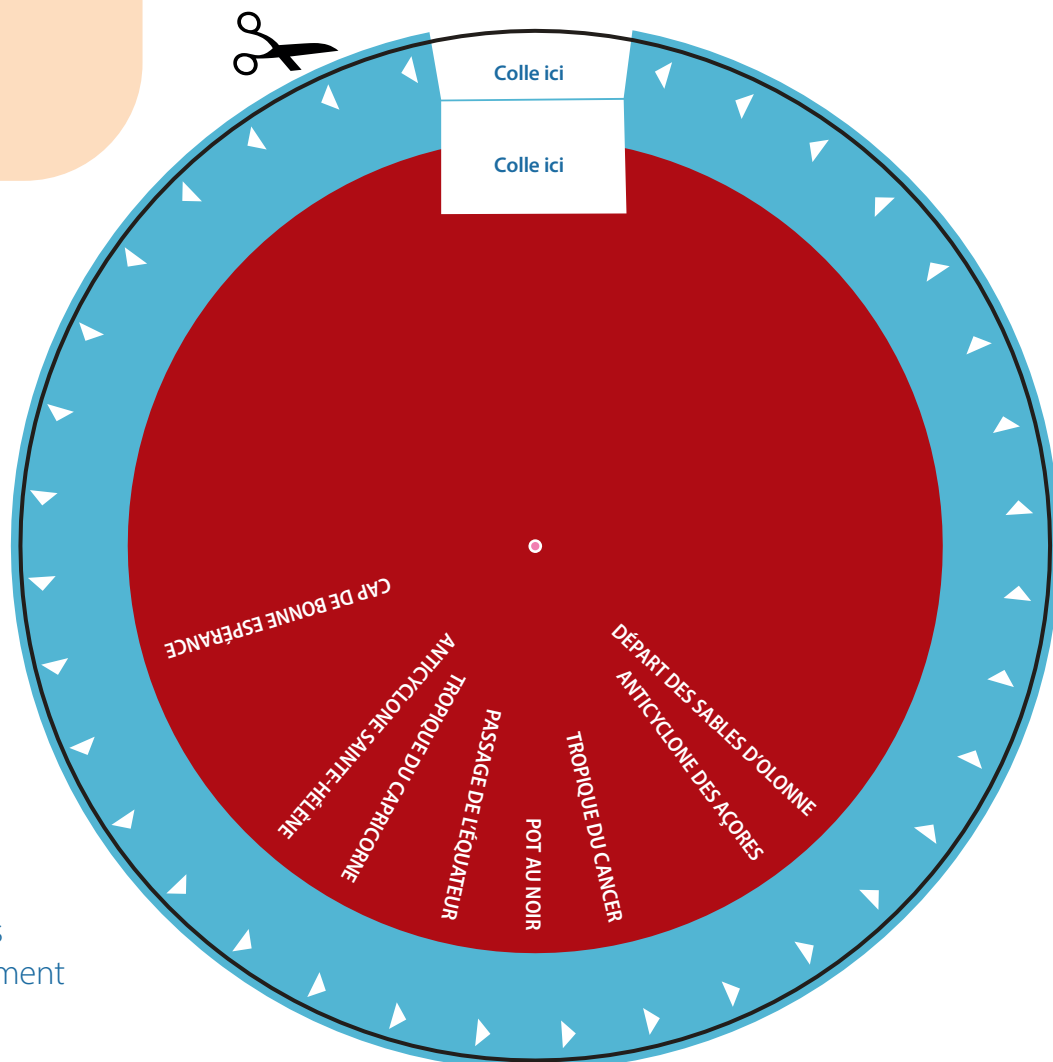 Colle ici
Colle ici
DÉPART DES SABLES D'OLONNE
ANTICYCLONE DES AÇORES
TROPIQUE DU CANCER
POT AU NOIR
PASSAGE DE L'ÉQUATEUR
TROPIQUE DU CAPRICORNE
ANTICYCLONE SAINTE-HÉLÈNE
CAP DE BONNE ESPÉRANCE
s
ment